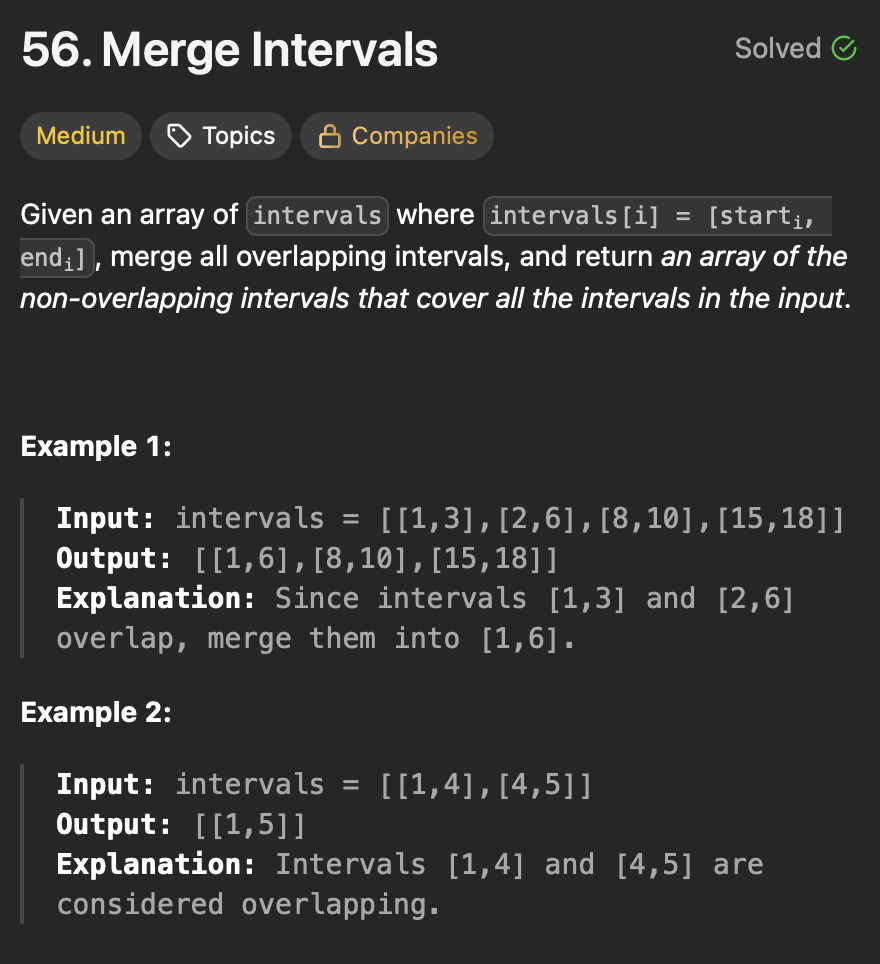 56. Merge Intervals
Solved
Medium
Topics
Companies
Given an array of intervals where intervals[i] = [starti,
endi], merge all overlapping intervals, and return an array of the
non-overlapping intervals that cover all the intervals in the input.
Example 1:
Input: intervals = [[1,3],[2,6],[8,10],[15,18]]
Output: [[1,6],[8,10],[15,18]]
Explanation: Since intervals [1,3] and [2,6]
overlap, merge them into [1,6].
Example 2:
Input: intervals = [[1,4],[4,5]]
Output: [[1,5]]
Explanation: Intervals [1,4] and [4,5] are
considered overlapping.